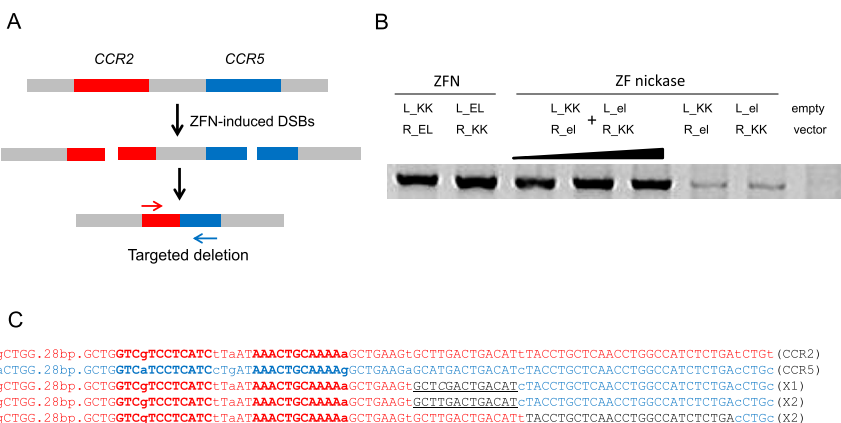 A
CCR2 CCR5
ZFN-induced DSBs
Targeted deletion
B
ZFN ZF nickase
L_KK L_EL L_KK L_el L_KK L_el empty
+
R_EL R_KK R_el R_KK R_el R_KK vector
C
gCTGG.28bp.GCTGGTCgTCCTCATCtTaATAAACTGCAAAAaGCTGAAGtGCTTGACTGACATtTACCTGCTCAACCTGGCCATCTCTGAtCTGt(CCR2)
aCTGG.28bp.GCTGGTCaTCCTCATCcTgATAAACTGCAAAAgGCTGAAGaGCATGACTGACATcTACCTGCTCAACCTGGCCATCTCTGAcCTGc(CCR5)
gCTGG.28bp.GCTGGTCgTCCTCATCtTaATAAACTGCAAAAaGCTGAAGtGCTCGACTGACATcTACCTGCTCAACCTGGCCATCTCTGAcCTGc(X1)
gCTGG.28bp.GCTGGTCgTCCTCATCtTaATAAACTGCAAAAaGCTGAAGtGCTTGACTGACATcTACCTGCTCAACCTGGCCATCTCTGAcCTGc(X2)
gCTGG.28bp.GCTGGTCgTCCTCATCtTaATAAACTGCAAAAaGCTGAAGtGCTTGACTGACATtTACCTGCTCAACCTGGCCATCTCTGAcCTGc(X2)